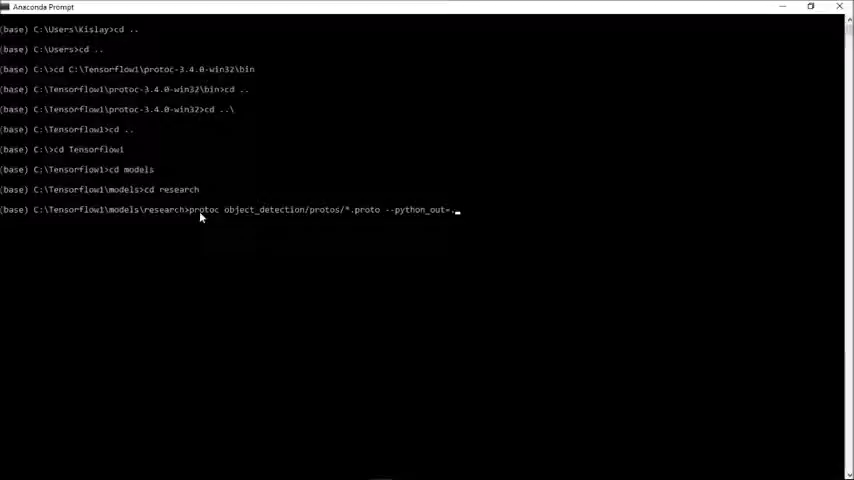 Anaconda Prompt
(base) C:\Users\Kislay>cd ..
(base) C:\Users>cd ..
(base) C:\>cd C:\Tensorflow1\protoc-3.4.0-win32\bin
(base) C:\Tensorflow1\protoc-3.4.0-win32\bin>cd ..
(base) C:\Tensorflow1\protoc-3.4.0-win32>cd ..\
(base) C:\Tensorflow1>cd ..
(base) C:\>cd Tensorflow1
(base) C:\Tensorflow1>cd models
(base) C:\Tensorflow1\models>cd research
(base) C:\Tensorflow1\models\research>protoc object_detection/protos/*.proto --python_out=.